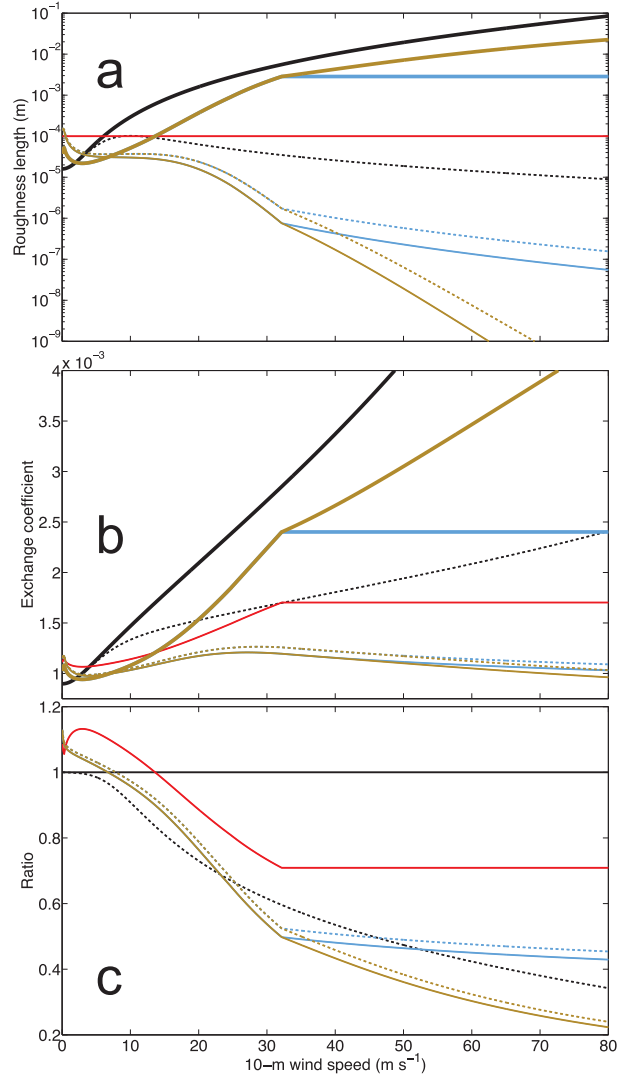 10⁻¹
10⁻²
10⁻³
10⁻⁴
10⁻⁵
10⁻⁶
10⁻⁷
10⁻⁸
10⁻⁹
Roughness length (m)
a
4 x 10⁻³
3.5
3
2.5
2
1.5
1
Exchange coefficient
b
1.2
1
0.8
0.6
0.4
0.2
Ratio
c
0 10 20 30 40 50 60 70 80
10−m wind speed (m s⁻¹)